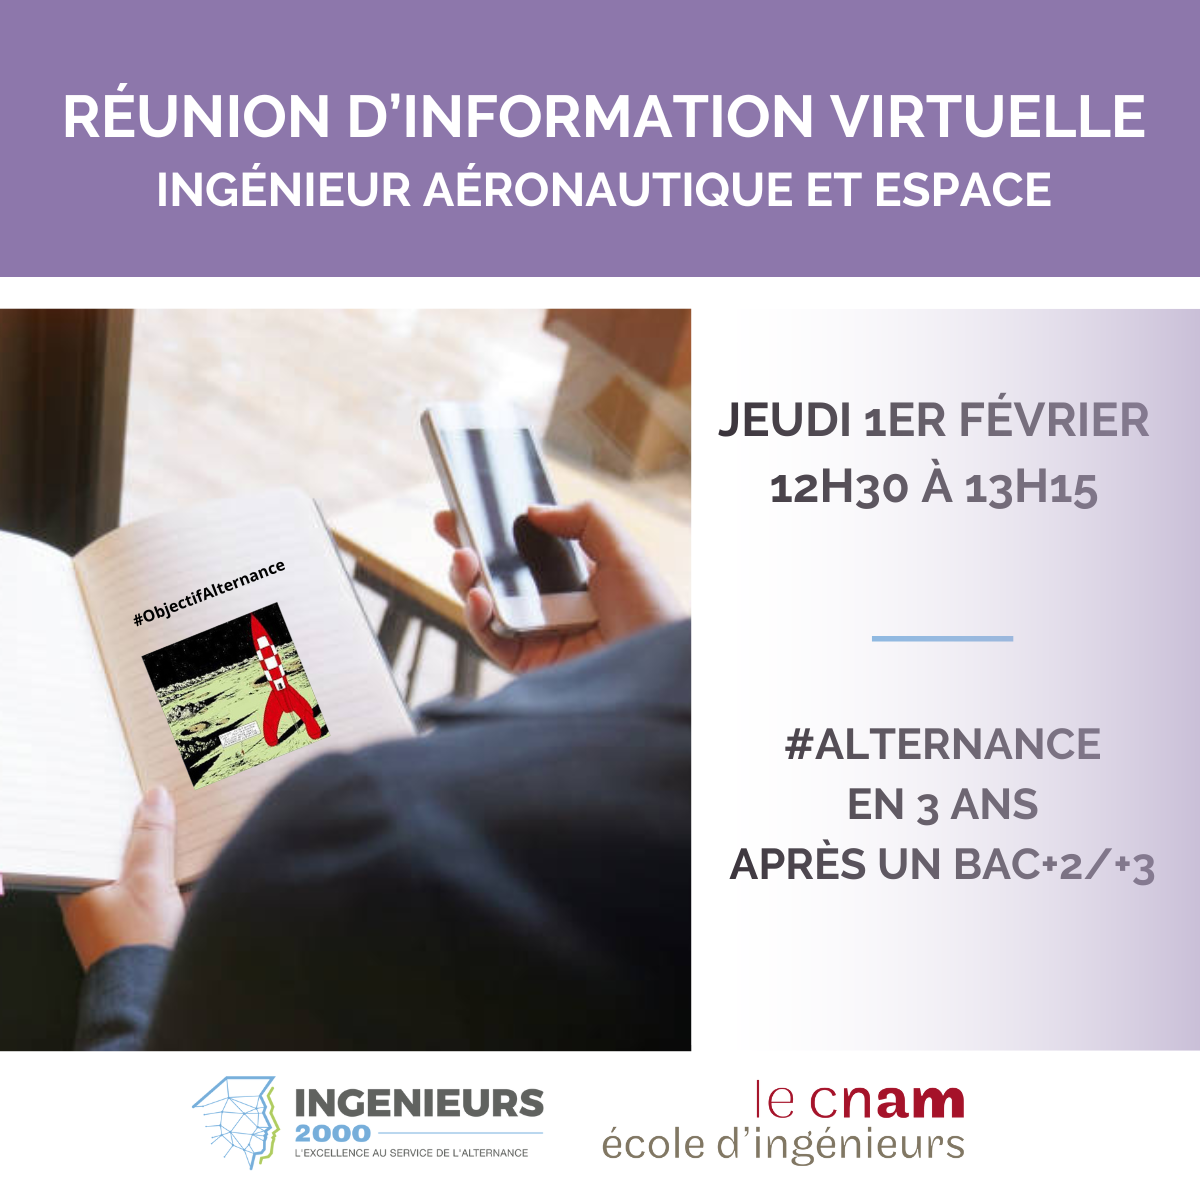 RÉUNION D’INFORMATION VIRTUELLE
INGÉNIEUR AÉRONAUTIQUE ET ESPACE
JEUDI 1ER FÉVRIER
12H30 À 13H15
#ObjectifAlternance
#ALTERNANCE
EN 3 ANS
APRÈS UN BAC+2/+3
INGENIEURS
2000
L'EXCELLENCE AU SERVICE DE L'ALTERNANCE
le cnam
école d'ingénieurs